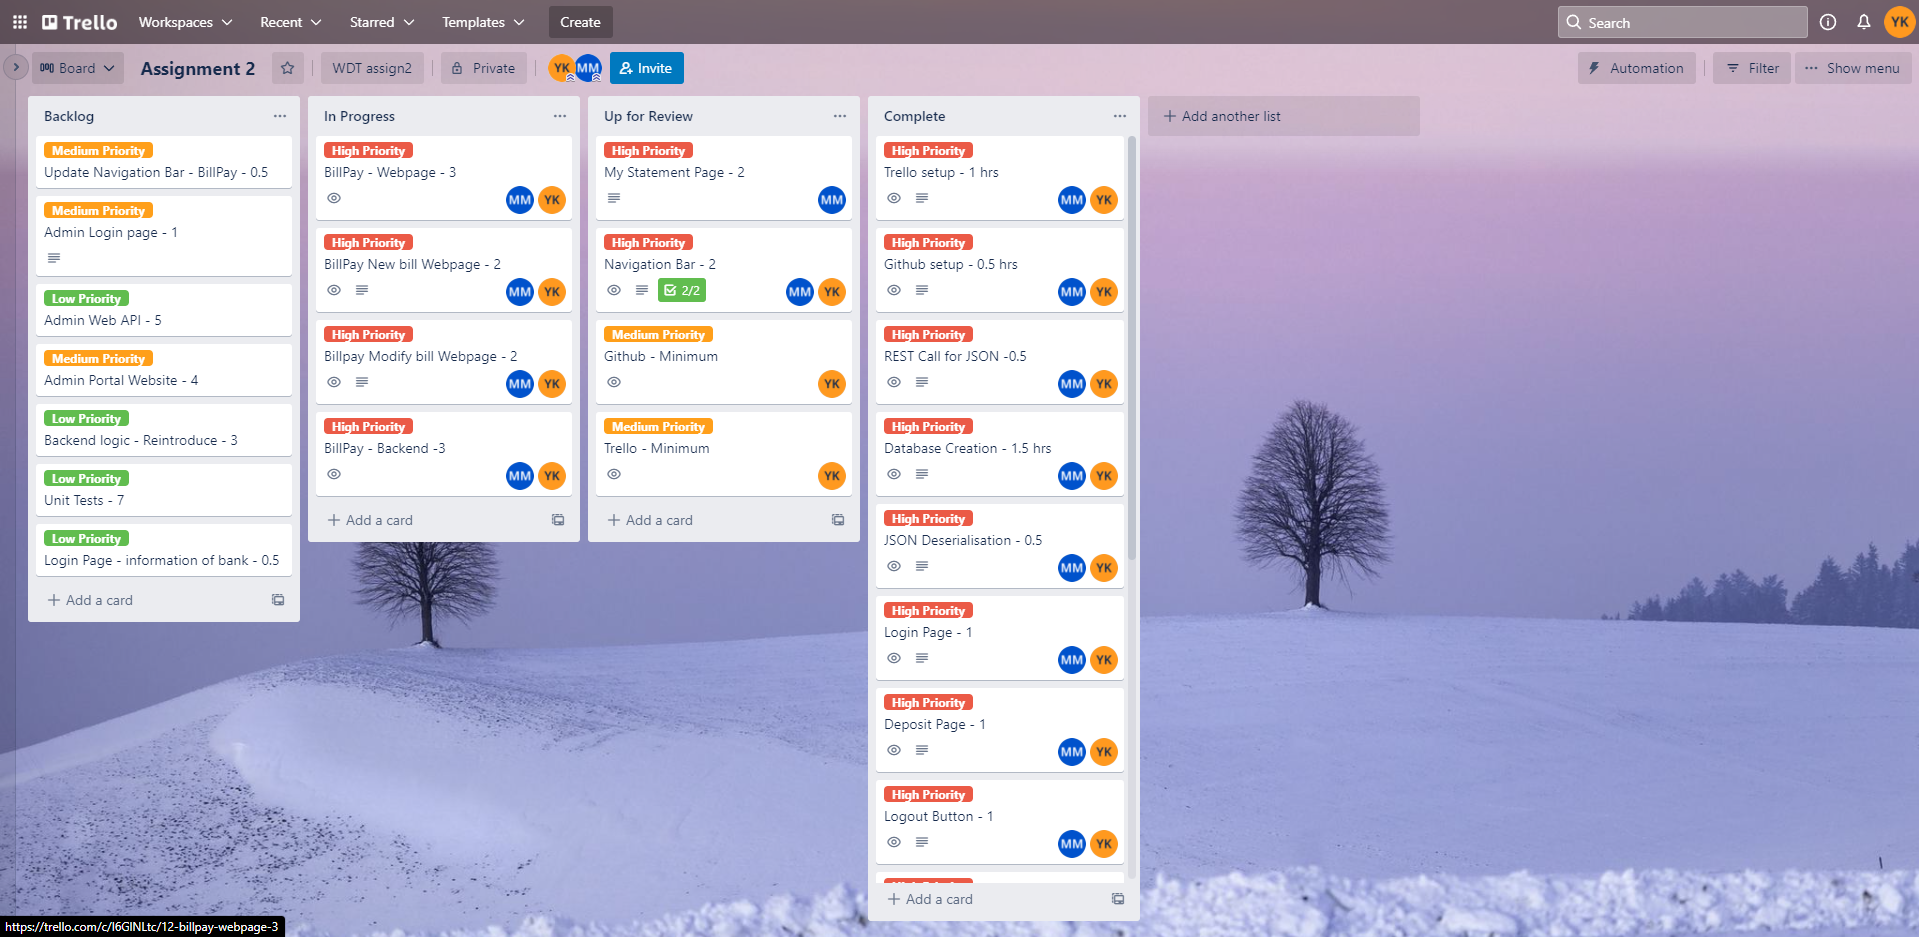 Trello
Workspaces
Recent
Starred
Templates
Create
Search
YK
Board
Assignment 2
WDT assign2
Private
YK
MM
Invite
Automation
Filter
Show menu
Backlog
Medium Priority
Update Navigation Bar - BillPay - 0.5
Medium Priority
Admin Login page - 1
Low Priority
Admin Web API - 5
Medium Priority
Admin Portal Website - 4
Low Priority
Backend logic - Reintroduce - 3
Low Priority
Unit Tests - 7
Low Priority
Login Page - information of bank - 0.5
Add a card
In Progress
High Priority
BillPay - Webpage - 3
MM YK
High Priority
BillPay New bill Webpage - 2
MM YK
High Priority
Billpay Modify bill Webpage - 2
MM YK
High Priority
BillPay - Backend -3
MM YK
Add a card
Up for Review
High Priority
My Statement Page - 2
MM
High Priority
Navigation Bar - 2
2/2
MM YK
Medium Priority
Github - Minimum
YK
Medium Priority
Trello - Minimum
YK
Add a card
Complete
High Priority
Trello setup - 1 hrs
MM YK
High Priority
Github setup - 0.5 hrs
MM YK
High Priority
REST Call for JSON -0.5
MM YK
High Priority
Database Creation - 1.5 hrs
MM YK
High Priority
JSON Deserialisation - 0.5
MM YK
High Priority
Login Page - 1
MM YK
High Priority
Deposit Page - 1
MM YK
High Priority
Logout Button - 1
MM YK
Add a card
Add another list
https://trello.com/c/I6GlNLtc/12-billpay-webpage-3